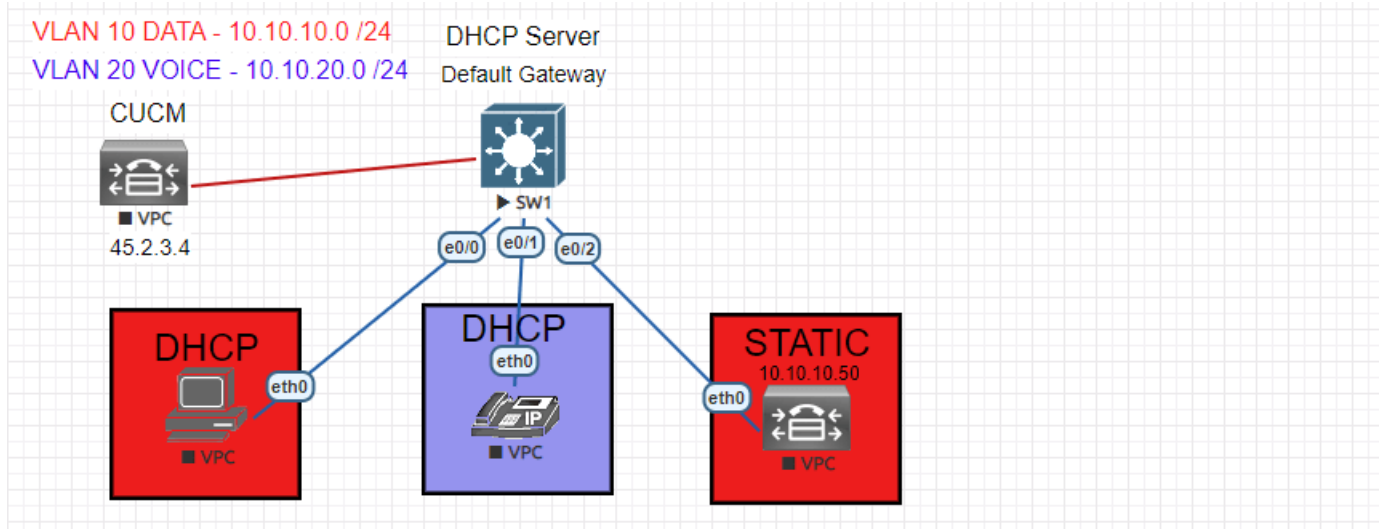 VLAN 10 DATA - 10.10.10.0 /24
VLAN 20 VOICE - 10.10.20.0 /24
DHCP Server
Default Gateway
CUCM
VPC
45.2.3.4
SW1
e0/0
e0/1
e0/2
DHCP
eth0
VPC
DHCP
eth0
IP
VPC
STATIC
10.10.10.50
eth0
VPC